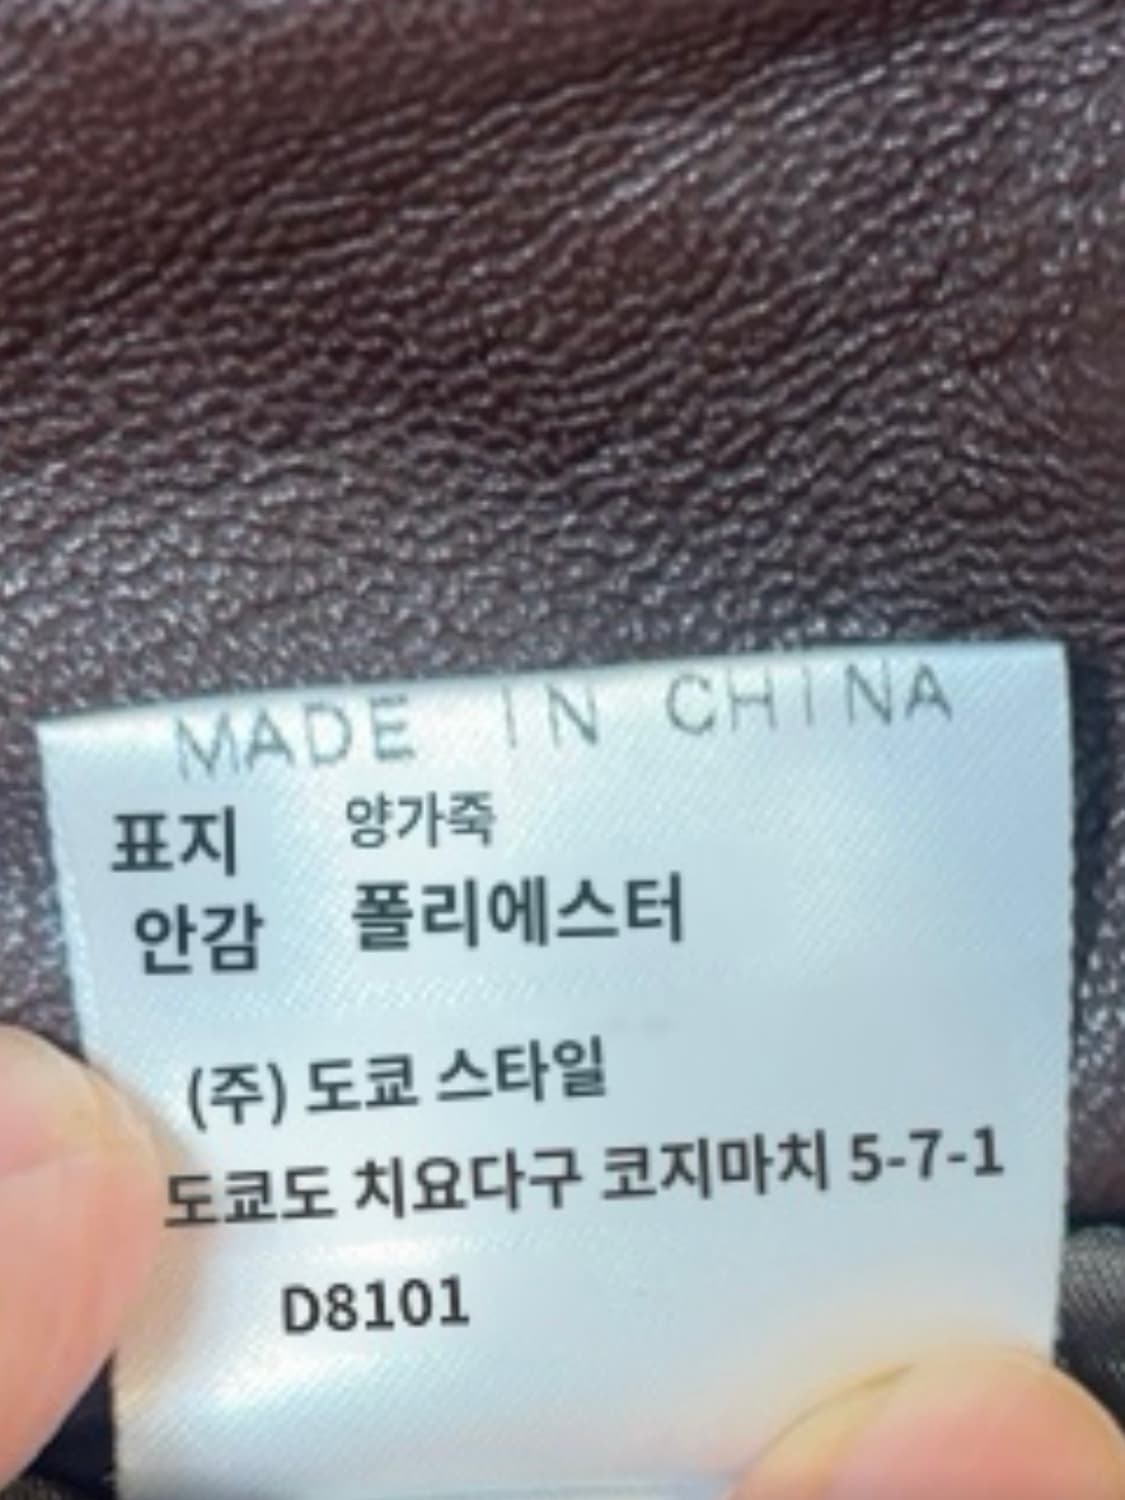 MADE IN CHINA
표지 양가죽
안감 폴리에스터
(주) 도쿄 스타일
도쿄도 치요다구 코지마치 5-7-1
D8101